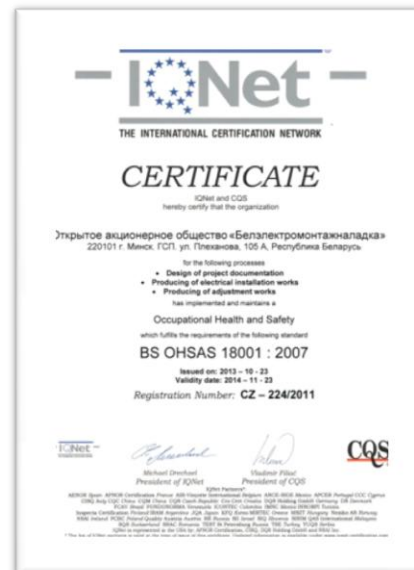 IQNet
THE INTERNATIONAL CERTIFICATION NETWORK
CERTIFICATE
IQNet and CQS
hereby certify that the organization
Открытое акционерное общество «Белэлектромонтажналадка»
220101 г. Минск. ГСП. ул. Плеханова, 105 А, Республика Беларусь
for the following processes
• Design of project documentation
• Producing of electrical installation works
• Producing of adjustment works
has implemented and maintains a
Occupational Health and Safety
which fulfills the requirements of the following standard
BS OHSAS 18001 : 2007
Issued on: 2013 – 10 - 23
Validity date: 2014 – 11 - 23
Registration Number: CZ – 224/2011
IQNet
CQS
Michael Drechsel
President of IQNet
Vladimir Fišar
President of CQS
IQNet Partners*: